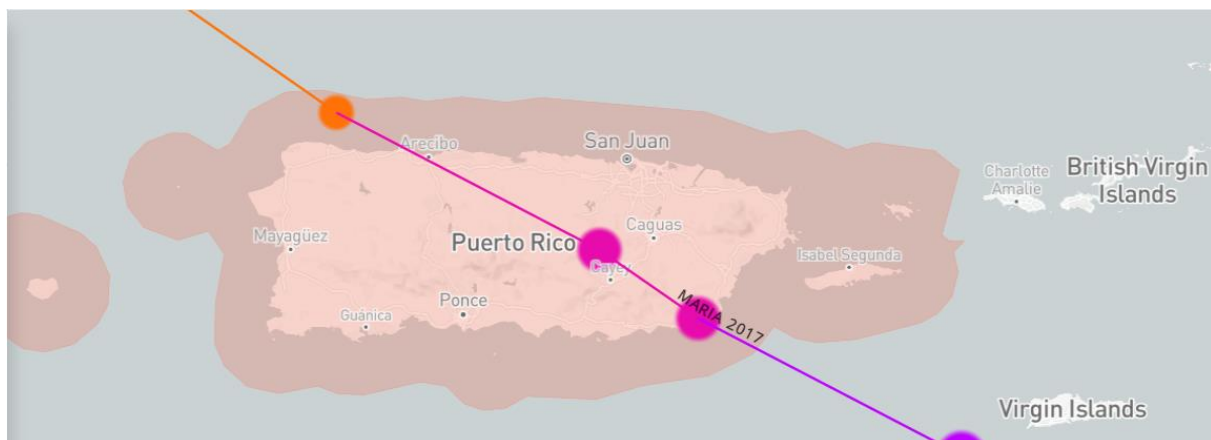 San Juan
Arecibo
British Virgin
Islands
Charlotte
Amalie
Caguas
Mayagüez
Puerto Rico
Isabel Segunda
Cayey
Ponce
Guánica
MARIA 2017
Virgin Islands